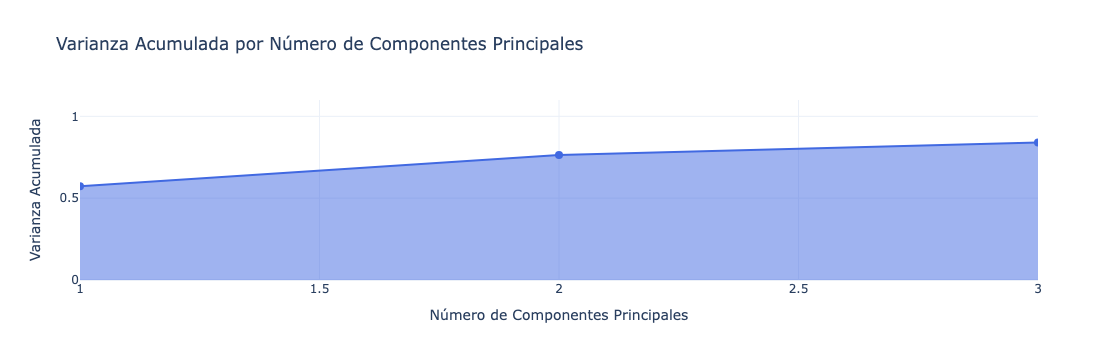 Varianza Acumulada por Número de Componentes Principales
Varianza Acumulada
1
0.5
0
1
1.5
2
2.5
3
Número de Componentes Principales